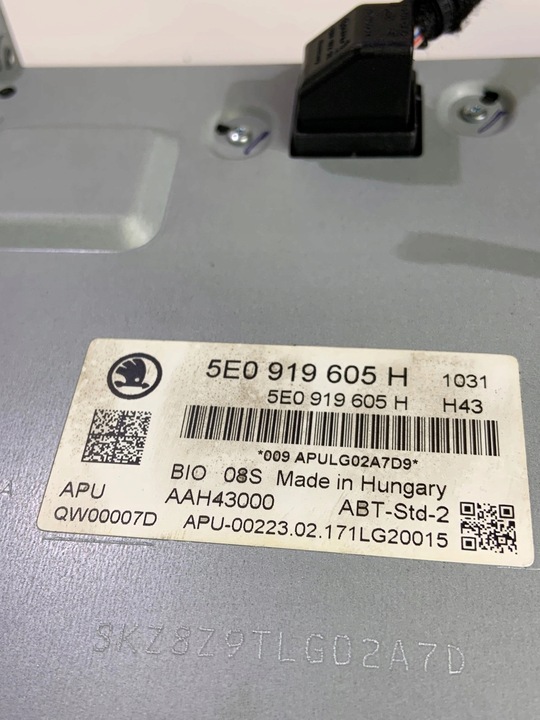 5E0 919 605 H 1031
5E0 919 605 H H43
*009 APULG02A7D9*
BIO 08S Made in Hungary
APU AAH43000 ABT-Std-2
QW00007D APU-00223.02.171LG20015
SKZ8Z9TLG02A7D